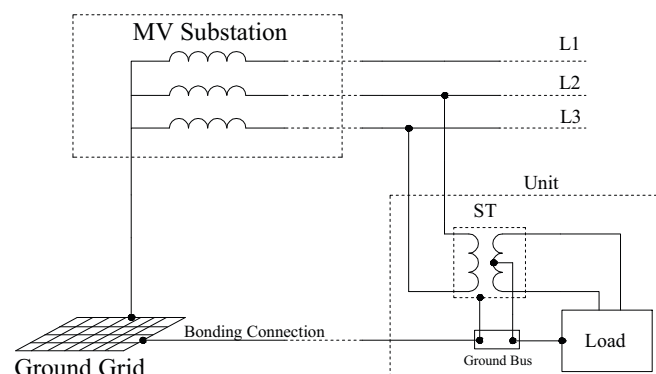 MV Substation
L1
L2
L3
Unit
ST
Bonding Connection
Load
Ground Bus
Ground Grid